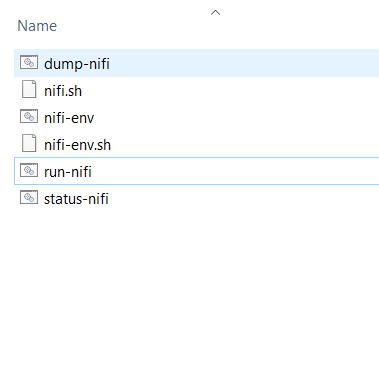 Name
dump-nifi
nifi.sh
nifi-env
nifi-env.sh
run-nifi
status-nifi